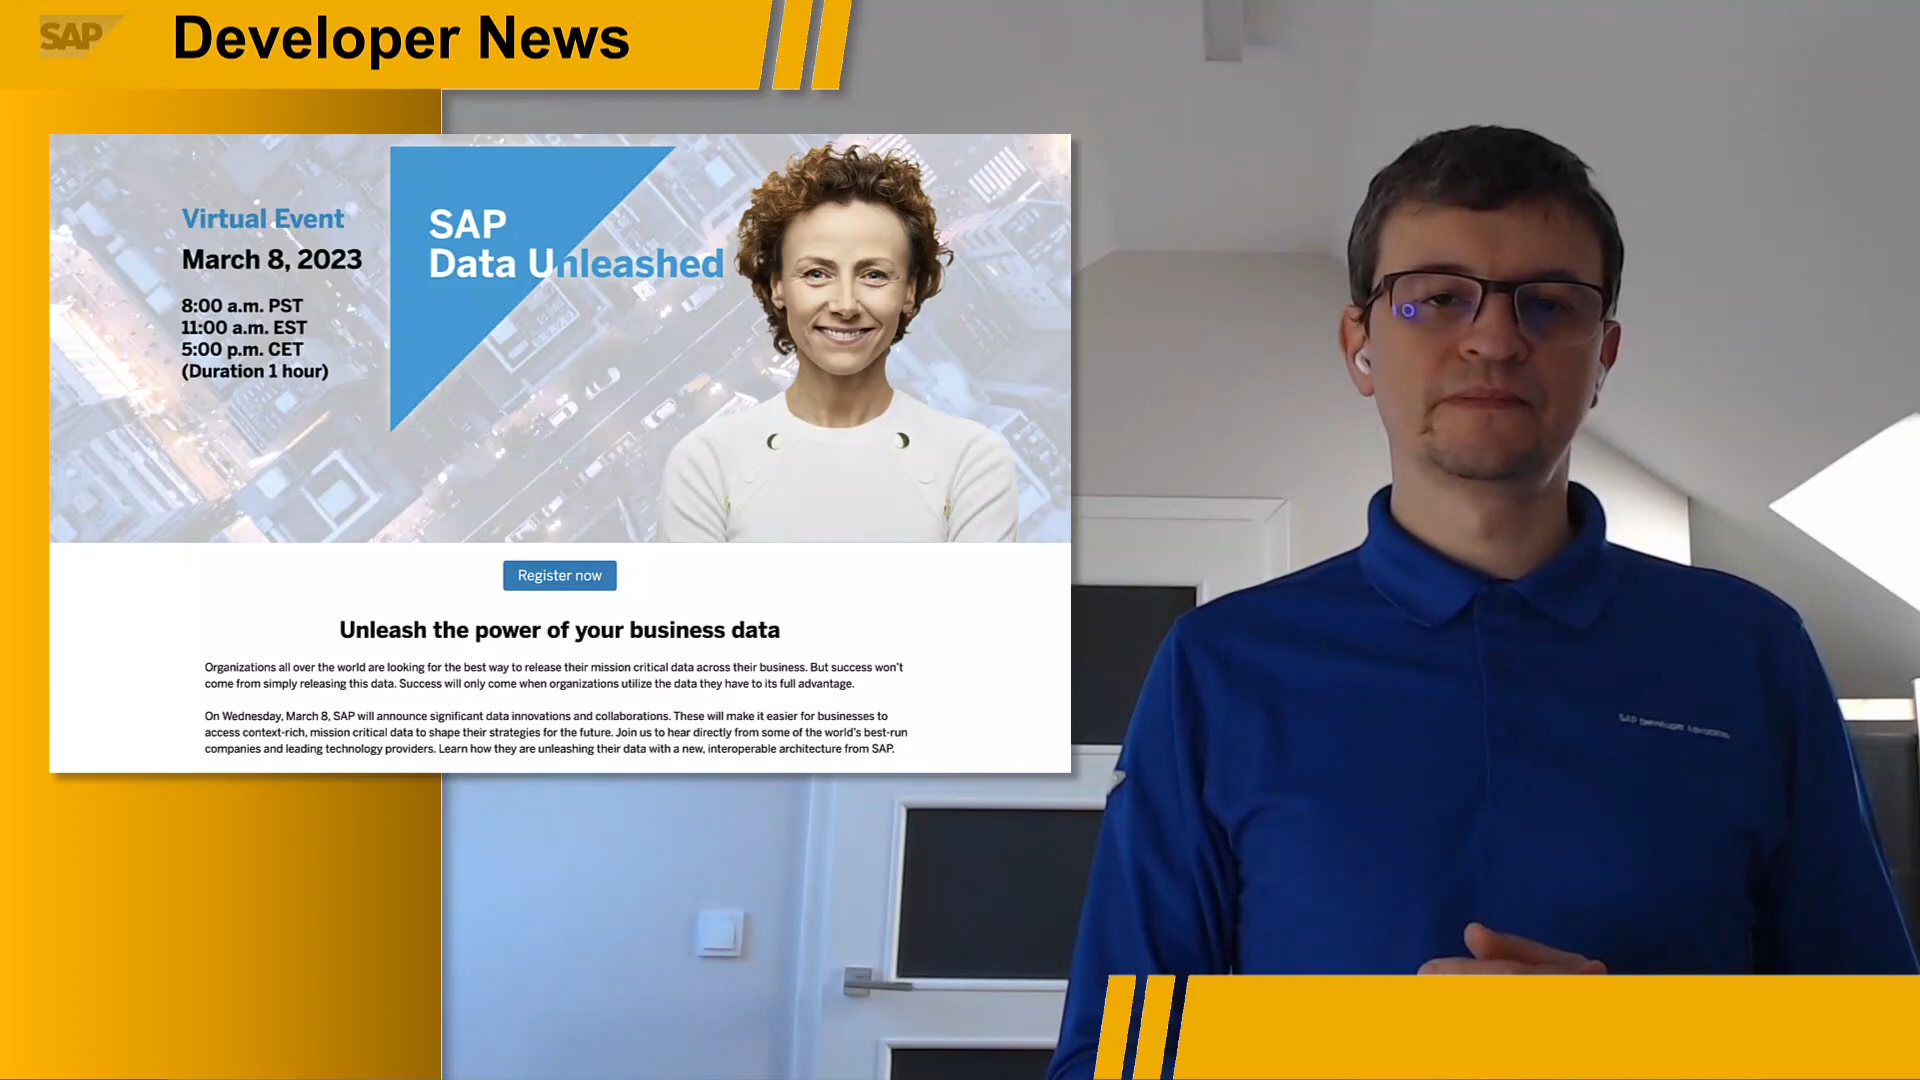 SAP
Developer News
Virtual Event
March 8, 2023
8:00 a.m. PST
11:00 a.m. EST
5:00 p.m. CET
(Duration 1 hour)
SAP
Data Unleashed
Register now
Unleash the power of your business data
Organizations all over the world are looking for the best way to release their mission critical data across their business. But success won't
come from simply releasing this data. Success will only come when organizations utilize the data they have to its full advantage.
On Wednesday, March 8, SAP will announce significant data innovations and collaborations. These will make it easier for businesses to
access context-rich, mission critical data to shape their strategies for the future. Join us to hear directly from some of the world's best-run
companies and leading technology providers. Learn how they are unleashing their data with a new, interoperable architecture from SAP.
SAP Developer